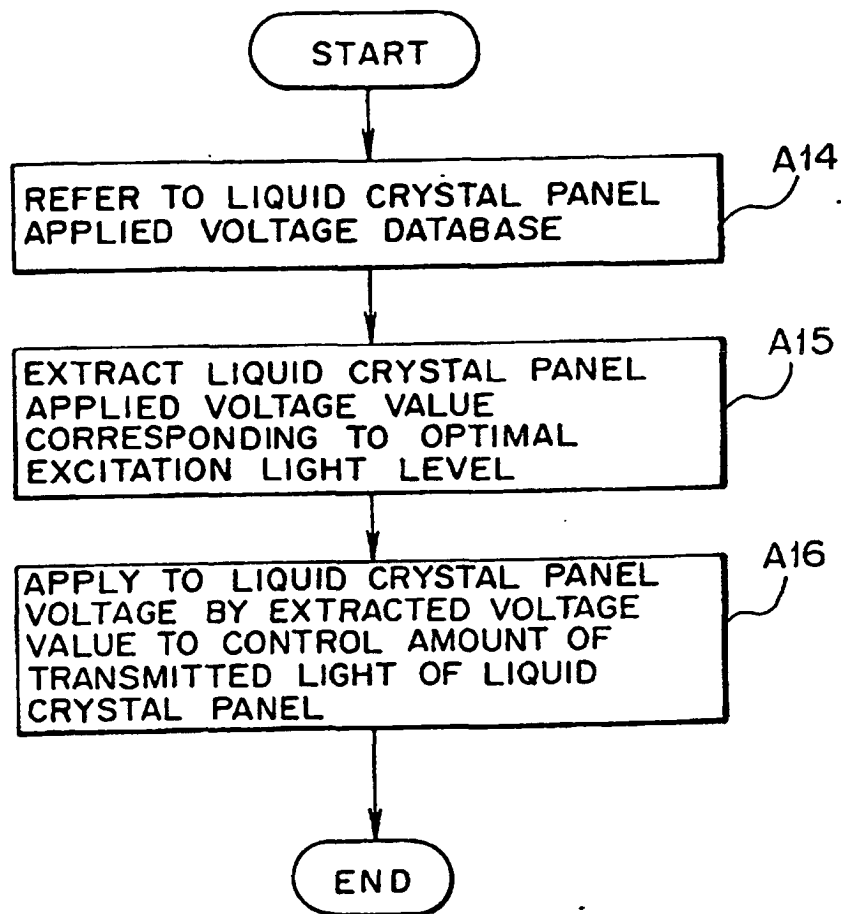 START
A14
REFER TO LIQUID CRYSTAL PANEL
APPLIED VOLTAGE DATABASE
A15
EXTRACT LIQUID CRYSTAL PANEL
APPLIED VOLTAGE VALUE
CORRESPONDING TO OPTIMAL
EXCITATION LIGHT LEVEL
A16
APPLY TO LIQUID CRYSTAL PANEL
VOLTAGE BY EXTRACTED VOLTAGE
VALUE TO CONTROL AMOUNT OF
TRANSMITTED LIGHT OF LIQUID
CRYSTAL PANEL
END